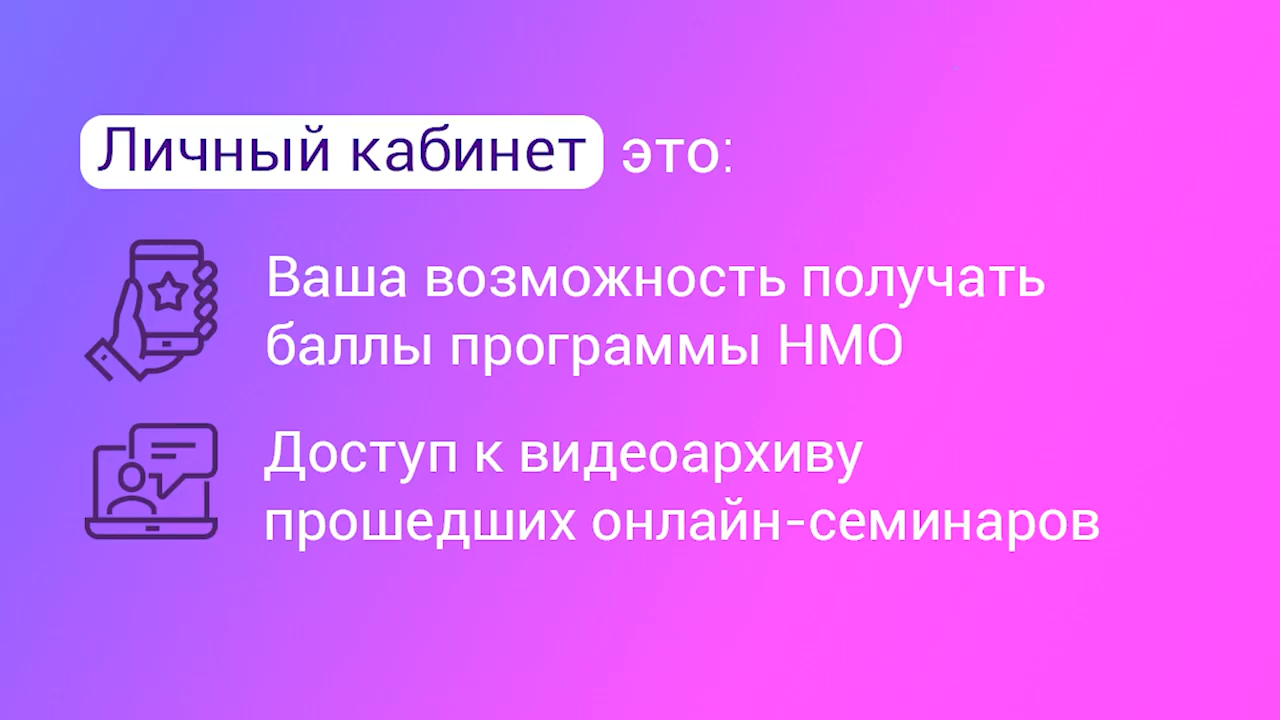 Личный кабинет это:
Ваша возможность получать
баллы программы НМО
Доступ к видеоархиву
прошедших онлайн-семинаров